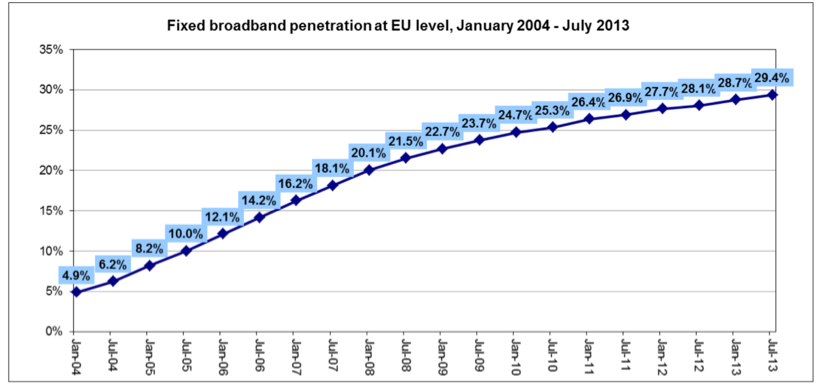 Fixed broadband penetration at EU level, January 2004 - July 2013
35%
30%
25%
20%
15%
10%
5%
0%
4.9%
6.2%
8.2%
10.0%
12.1%
14.2%
16.2%
18.1%
20.1%
21.5%
22.7%
23.7%
24.7%
25.3%
26.4%
26.9%
27.7%
28.1%
28.7%
29.4%
Jan-04
Jul-04
Jan-05
Jul-05
Jan-06
Jul-06
Jan-07
Jul-07
Jan-08
Jul-08
Jan-09
Jul-09
Jan-10
Jul-10
Jan-11
Jul-11
Jan-12
Jul-12
Jan-13
Jul-13